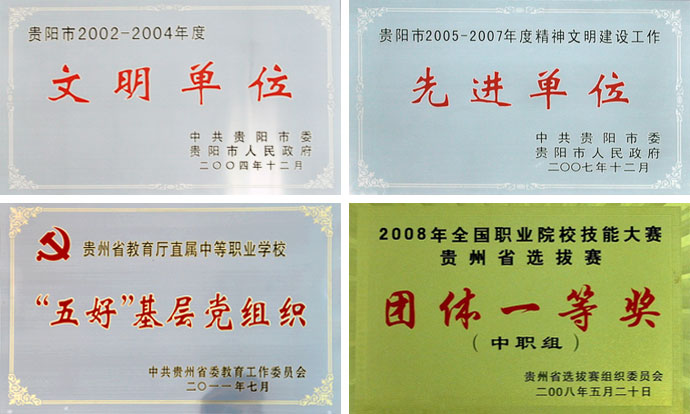 贵阳市2002-2004年度
文明单位
中共贵阳市委
贵阳市人民政府
二〇〇四年十二月
贵阳市2005-2007年度精神文明建设工作
先进单位
中共贵阳市委
贵阳市人民政府
二〇〇七年十二月
贵州省教育厅直属中等职业学校
“五好”基层党组织
中共贵州省委教育工作委员会
二〇一一年七月
2008年全国职业院校技能大赛
贵州省选拔赛
团体一等奖
(中职组)
贵州省选拔赛组织委员会
二00八年五月二十日